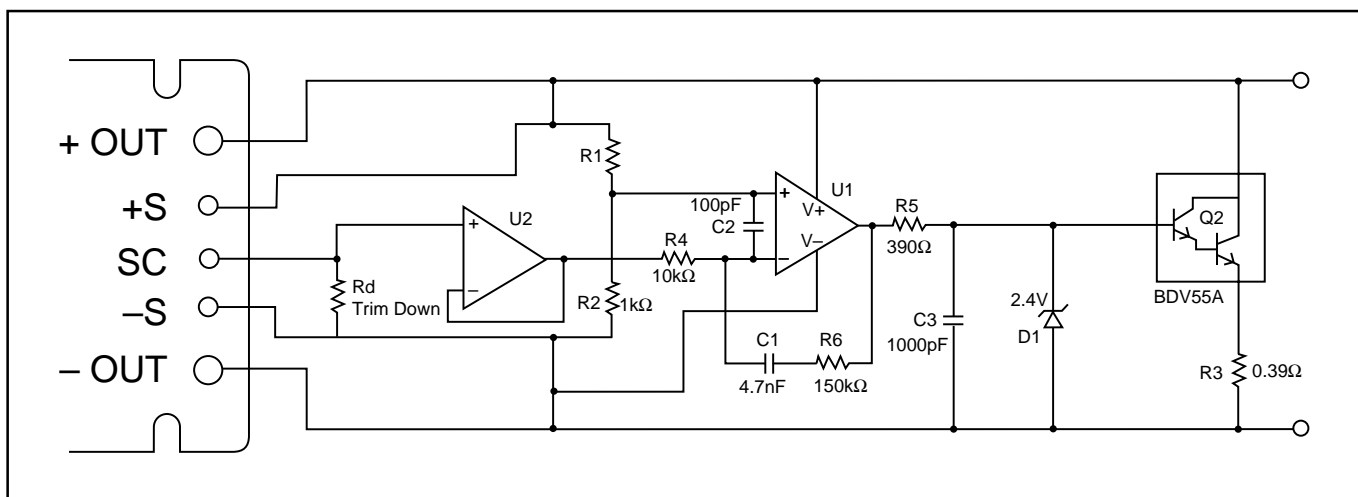 + OUT
+S
SC
–S
– OUT
Rd
Trim Down
+
–
U2
R1
R2
1kΩ
R4
10kΩ
100pF
C2
+
–
V+
V–
U1
C1
4.7nF
R6
150kΩ
R5
390Ω
C3
1000pF
2.4V
D1
Q2
BDV55A
R3
0.39Ω